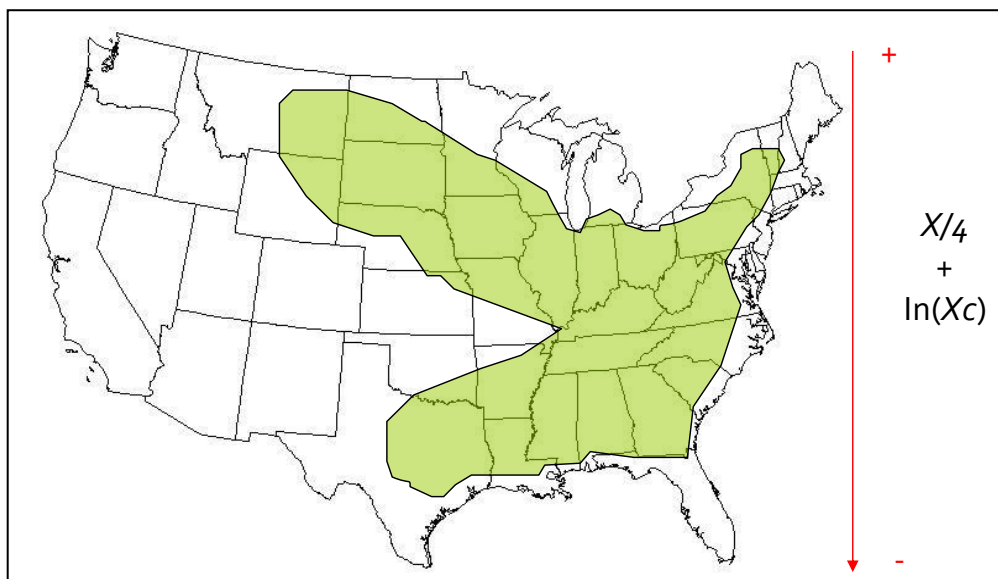 +
X/4
+
ln(Xc)
-